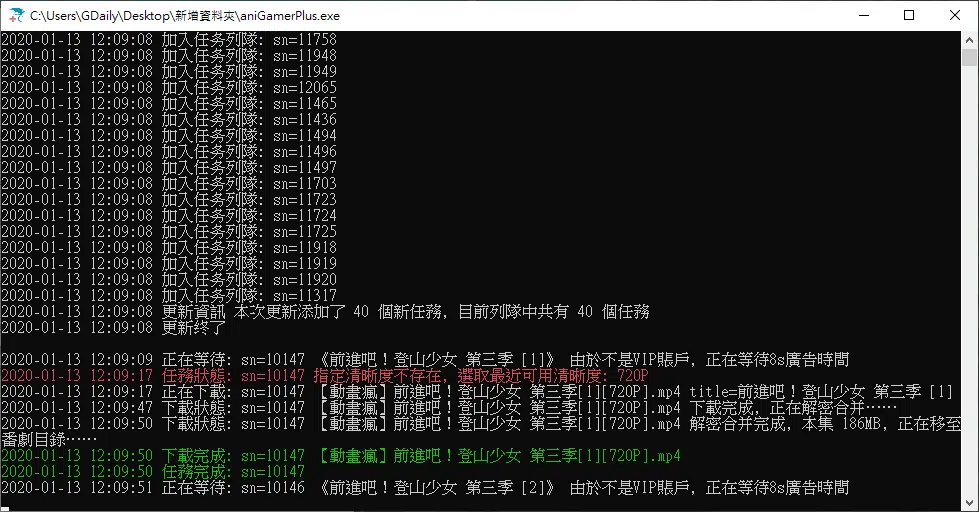 C:\Users\GDaily\Desktop\新增資料夾\aniGamerPlus.exe
2020-01-13 12:09:08 加入任务列隊: sn=11758
2020-01-13 12:09:08 加入任务列隊: sn=11948
2020-01-13 12:09:08 加入任务列隊: sn=11949
2020-01-13 12:09:08 加入任务列隊: sn=12065
2020-01-13 12:09:08 加入任务列隊: sn=11465
2020-01-13 12:09:08 加入任务列隊: sn=11436
2020-01-13 12:09:08 加入任务列隊: sn=11494
2020-01-13 12:09:08 加入任务列隊: sn=11496
2020-01-13 12:09:08 加入任务列隊: sn=11497
2020-01-13 12:09:08 加入任务列隊: sn=11703
2020-01-13 12:09:08 加入任务列隊: sn=11723
2020-01-13 12:09:08 加入任务列隊: sn=11724
2020-01-13 12:09:08 加入任务列隊: sn=11725
2020-01-13 12:09:08 加入任务列隊: sn=11918
2020-01-13 12:09:08 加入任务列隊: sn=11919
2020-01-13 12:09:08 加入任务列隊: sn=11920
2020-01-13 12:09:08 加入任务列隊: sn=11317
2020-01-13 12:09:08 更新資訊 本次更新添加了 40 個新任務, 目前列隊中共有 40 個任務
2020-01-13 12:09:08 更新终了
2020-01-13 12:09:09 正在等待: sn=10147 《前進吧！登山少女 第三季 [1]》 由於不是VIP賬戶, 正在等待8s廣告時間
2020-01-13 12:09:17 任務狀態: sn=10147 指定清晰度不存在, 選取最近可用清晰度: 720P
2020-01-13 12:09:17 正在下載: sn=10147 【動畫瘋】前進吧！登山少女 第三季[1][720P].mp4 title=前進吧！登山少女 第三季 [1]
2020-01-13 12:09:47 下載狀態: sn=10147 【動畫瘋】前進吧！登山少女 第三季[1][720P].mp4 下載完成, 正在解密合并……
2020-01-13 12:09:50 下載狀態: sn=10147 【動畫瘋】前進吧！登山少女 第三季[1][720P].mp4 解密合并完成, 本集 186MB, 正在移至
番劇目錄……
2020-01-13 12:09:50 下載完成: sn=10147 【動畫瘋】前進吧！登山少女 第三季[1][720P].mp4
2020-01-13 12:09:50 任務完成: sn=10147
2020-01-13 12:09:51 正在等待: sn=10146 《前進吧！登山少女 第三季 [2]》 由於不是VIP賬戶, 正在等待8s廣告時間